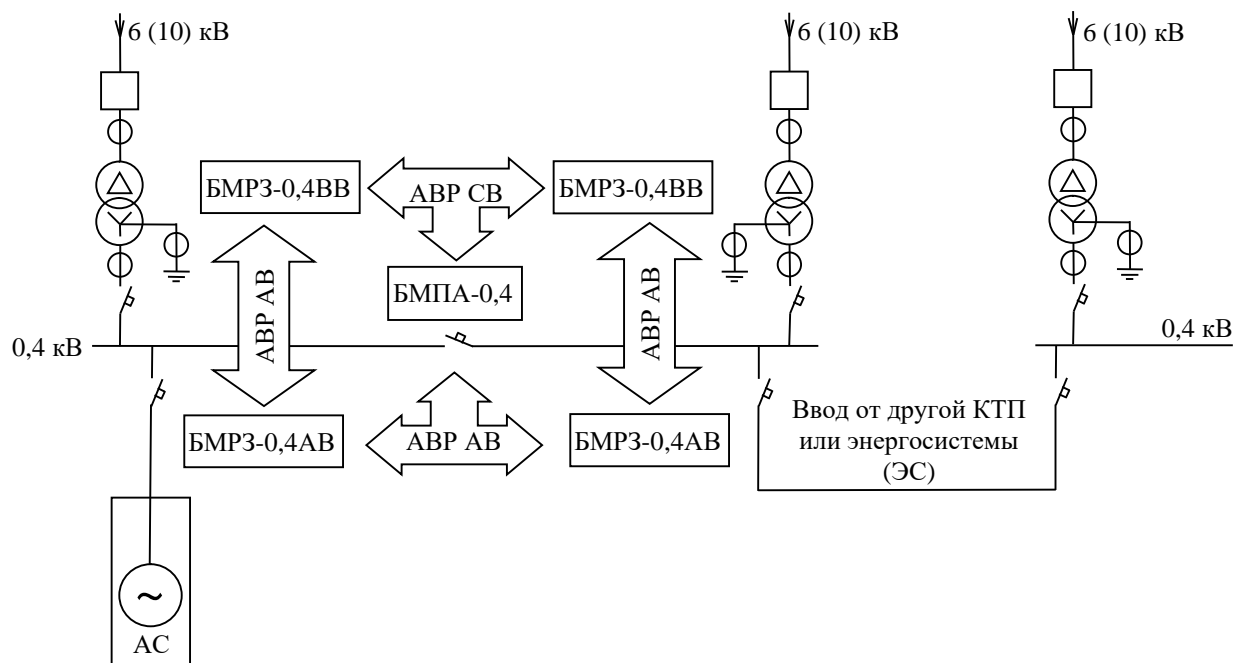 6 (10) кВ
6 (10) кВ
6 (10) кВ
БМРЗ-0,4ВВ
АВР СВ
БМРЗ-0,4ВВ
БМПА-0,4
АВР АВ
АВР АВ
0,4 кВ
0,4 кВ
БМРЗ-0,4АВ
АВР АВ
БМРЗ-0,4АВ
Ввод от другой КТП
или энергосистемы
(ЭС)
~
АС